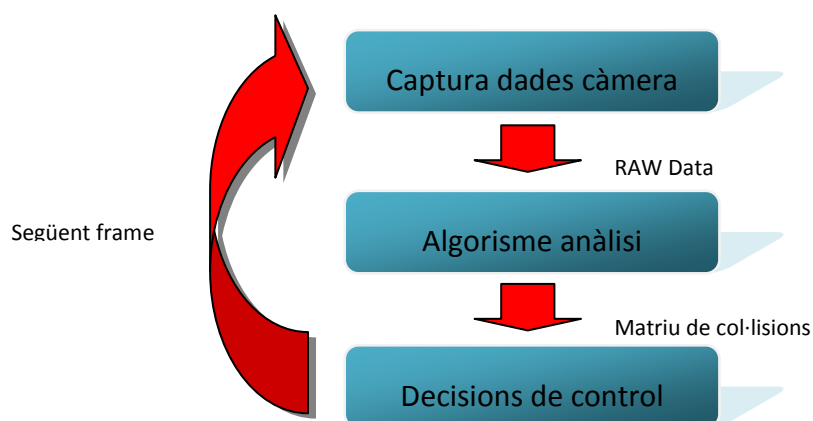 Captura dades càmera
RAW Data
Següent frame
Algorisme anàlisi
Matriu de col·lisions
Decisions de control